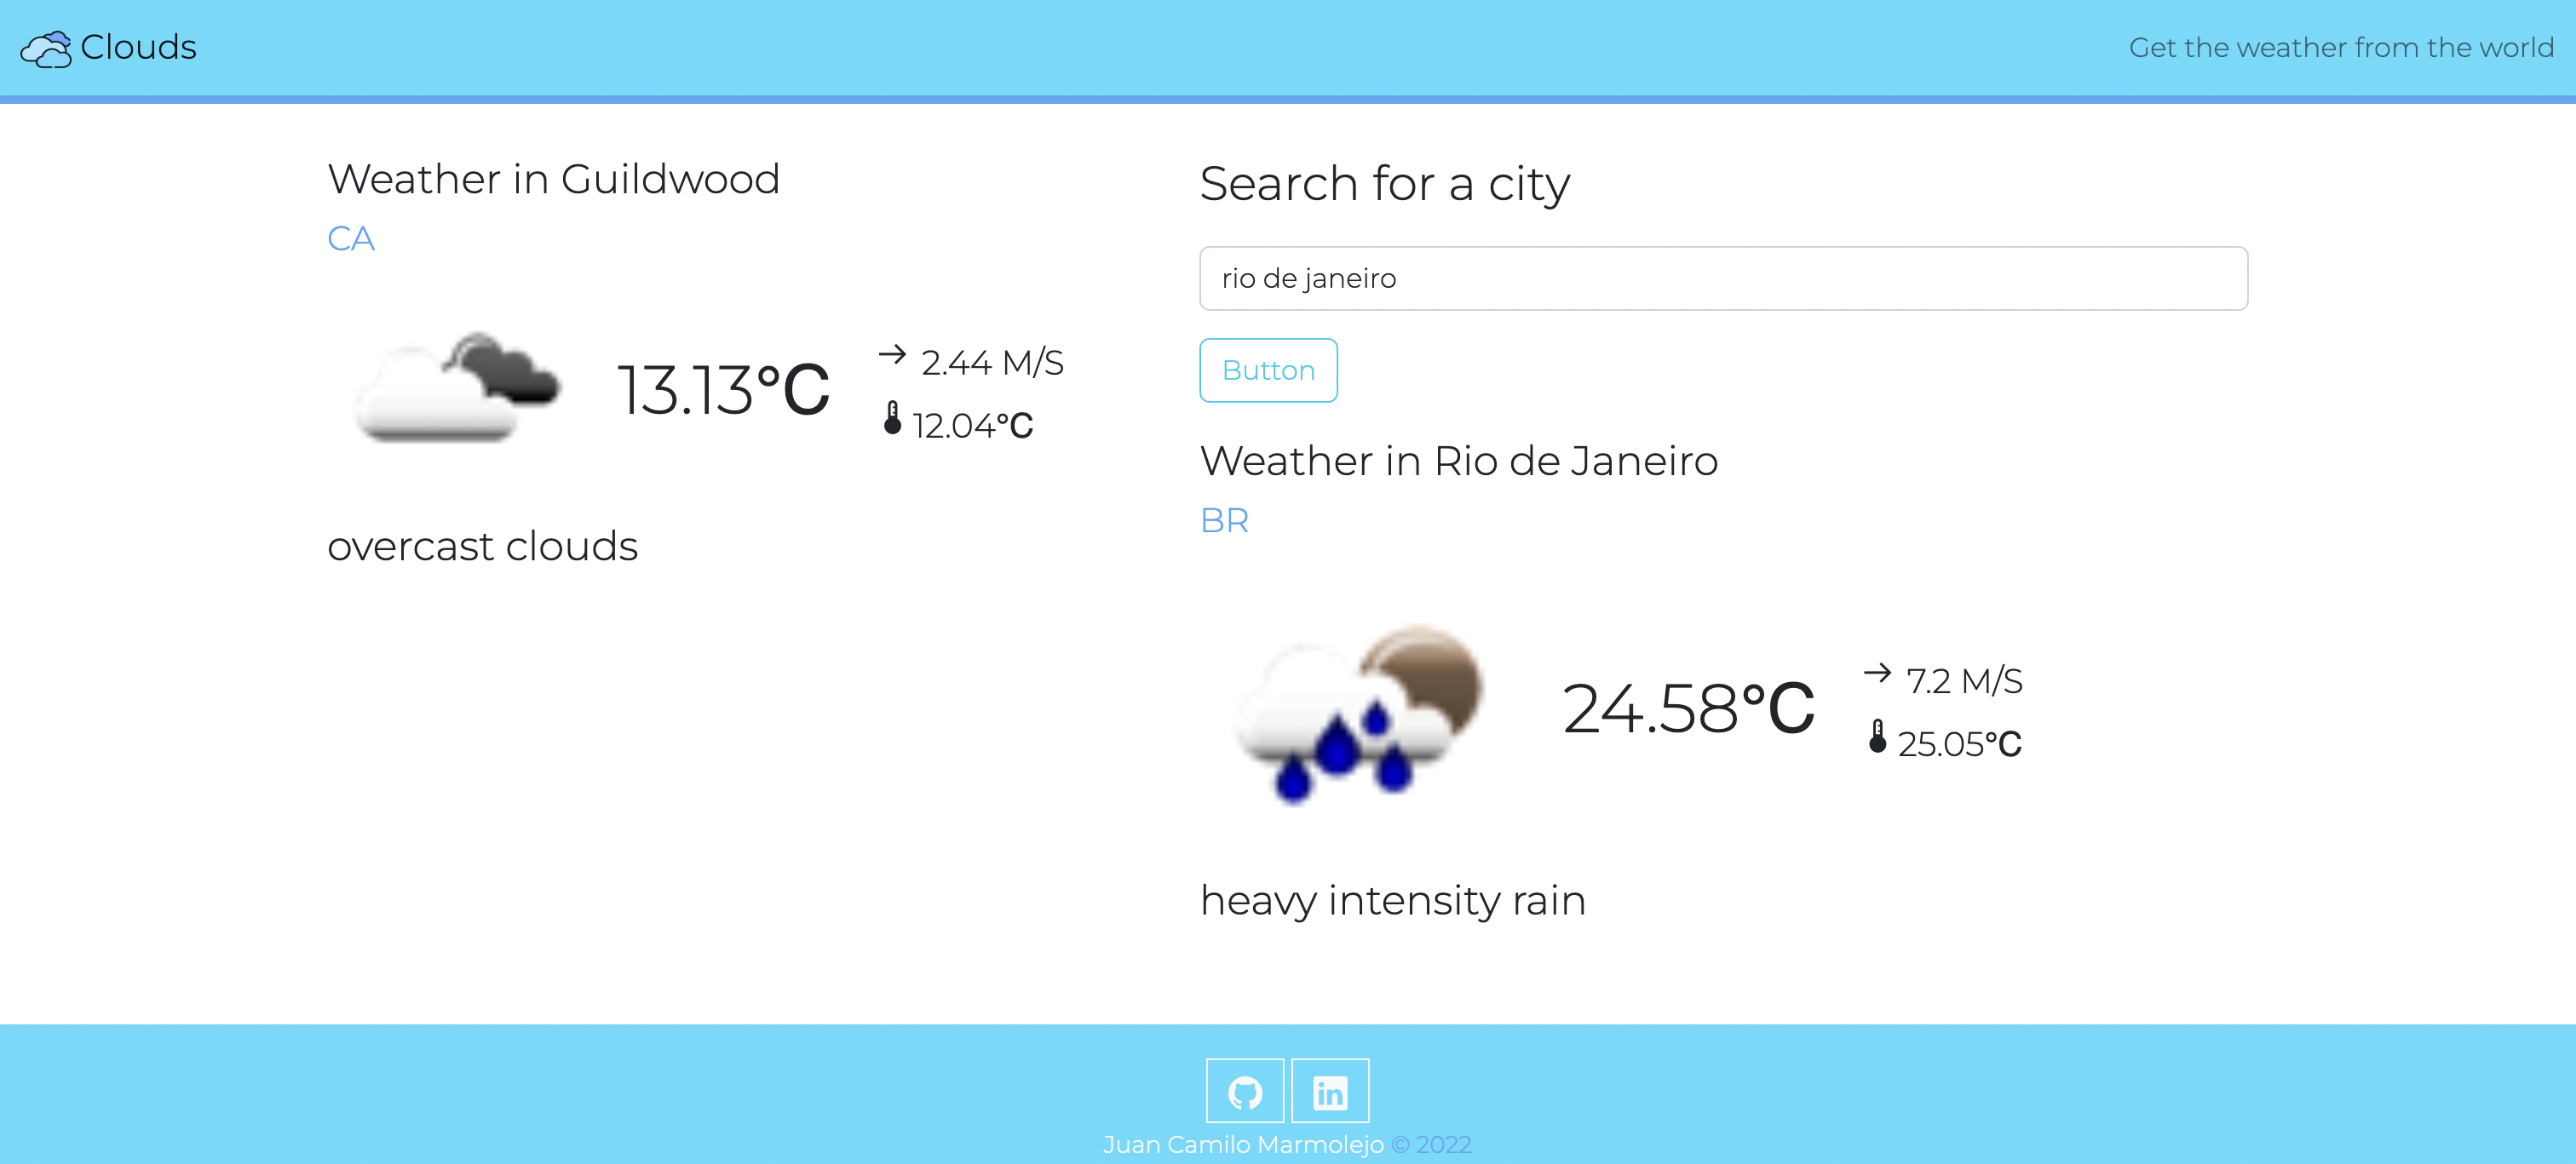 Clouds
Get the weather from the world
Weather in Guildwood
CA
13.13°C
2.44 M/S
12.04°C
overcast clouds
Search for a city
rio de janeiro
Button
Weather in Rio de Janeiro
BR
24.58°C
7.2 M/S
25.05°C
heavy intensity rain
in
Juan Camilo Marmolejo © 2022